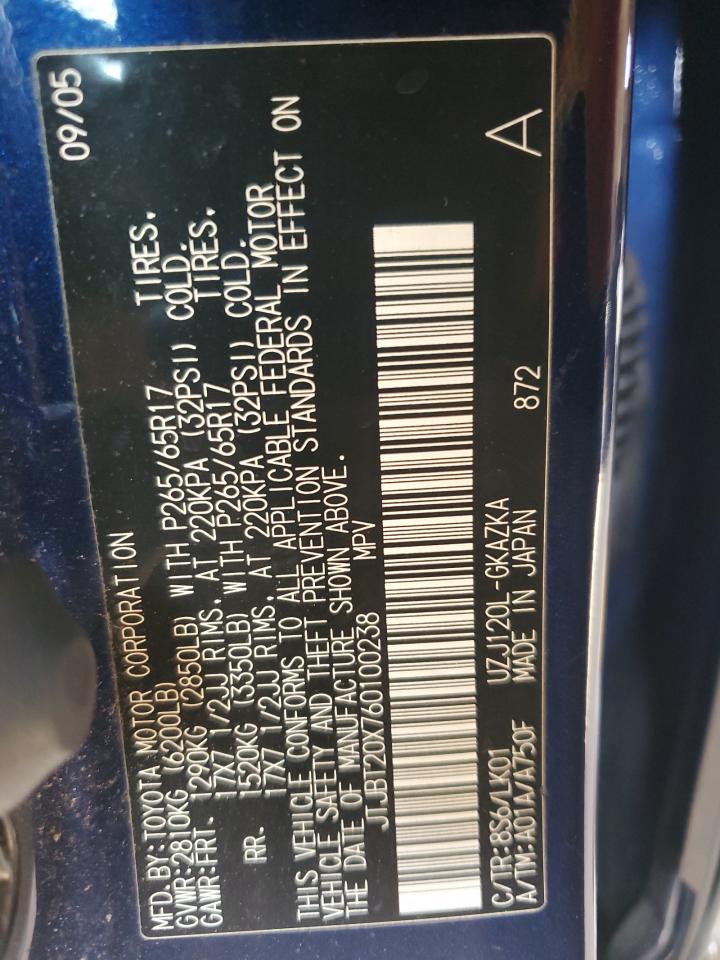 MFD.BY:TOYOTA MOTOR CORPORATION 09/05
GVWR:2810KG (6200LB)
GAWR:FRT. 1290KG (2850LB) WITH P265/65R17 TIRES.
17X7 1/2JJ RIMS. AT 220KPA (32PSI) COLD.
RR. 1520KG (3350LB) WITH P265/65R17 TIRES.
17X7 1/2JJ RIMS. AT 220KPA (32PSI) COLD.
THIS VEHICLE CONFORMS TO ALL APPLICABLE FEDERAL MOTOR
VEHICLE SAFETY AND THEFT PREVENTION STANDARDS IN EFFECT ON
THE DATE OF MANUFACTURE SHOWN ABOVE.
JTJBT20X760100238 MPV
C/TR:8S6/LK01 UZJ120L-GKAZKA
A/TM:A01A/A750F MADE IN JAPAN 872 A